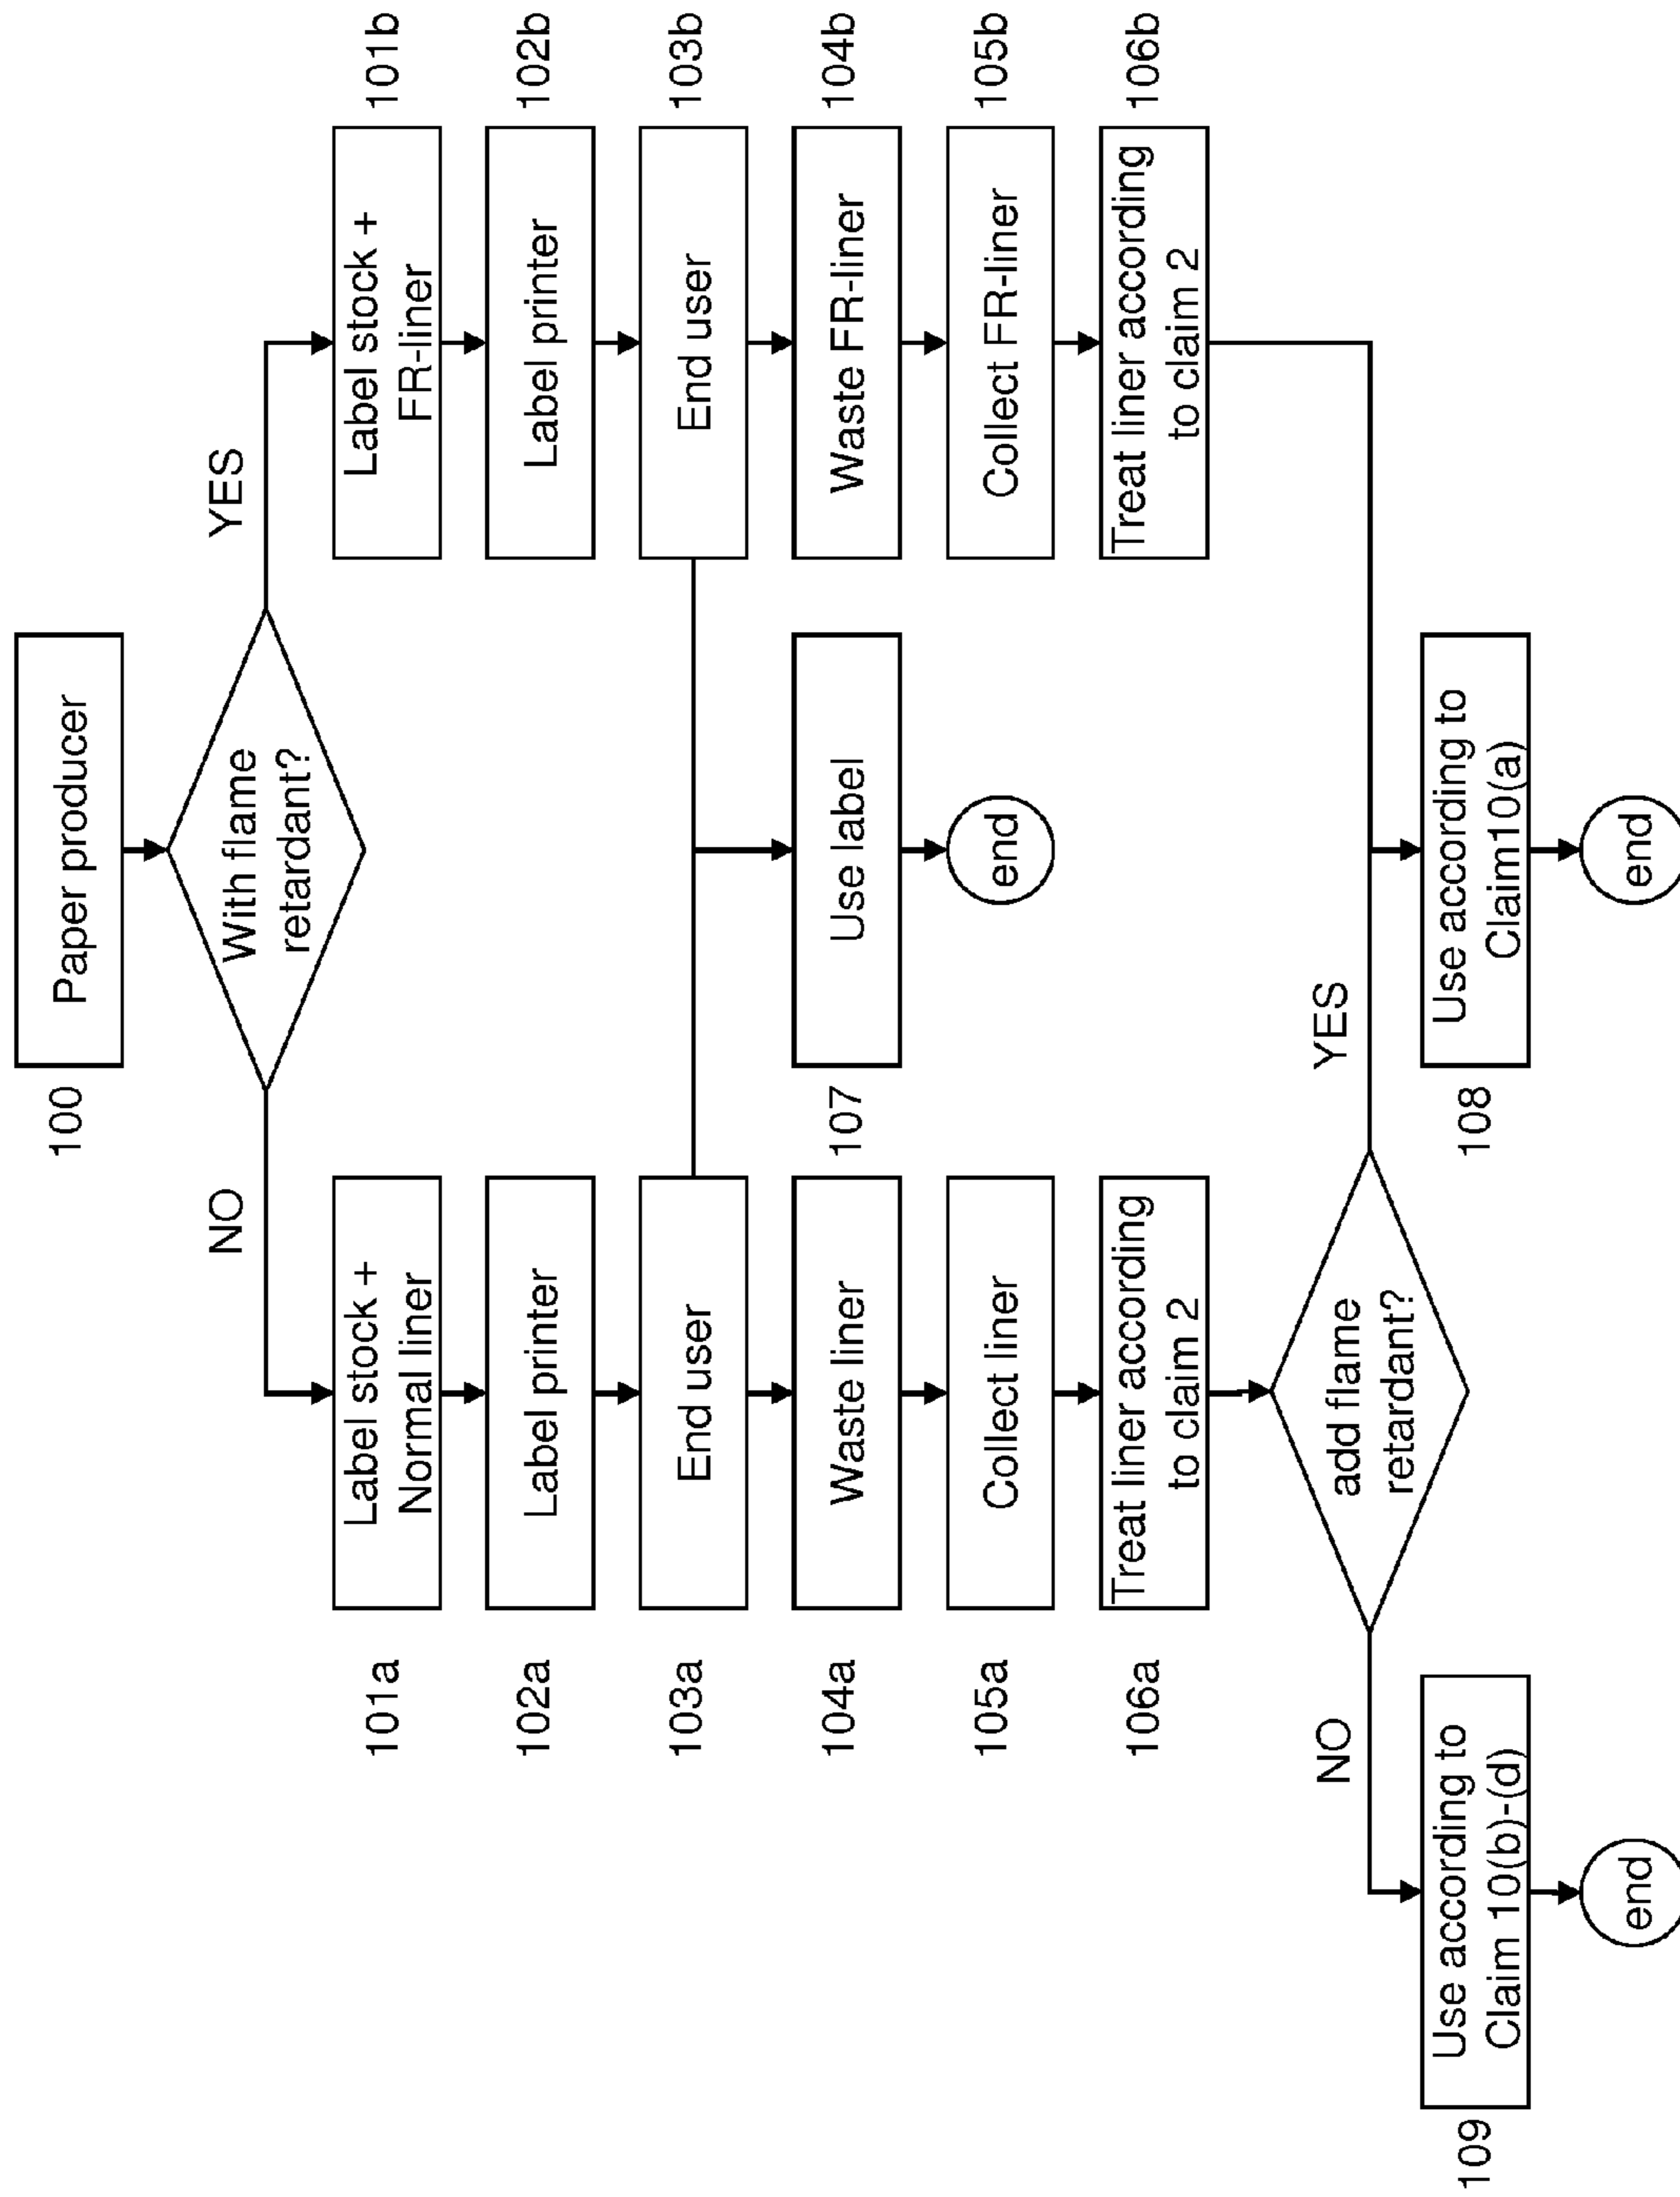 100
Paper producer
With flame
retardant?
NO
YES
101a
Label stock +
Normal liner
Label stock +
FR-liner
101b
102a
Label printer
Label printer
102b
103a
End user
End user
103b
104a
Waste liner
107
Use label
Waste FR-liner
104b
105a
Collect liner
end
Collect FR-liner
105b
106a
Treat liner according
to claim 2
Treat liner according
to claim 2
106b
add flame
retardant?
NO
YES
109
Use according to
Claim 10(b)-(d)
108
Use according to
Claim10(a)
end
end